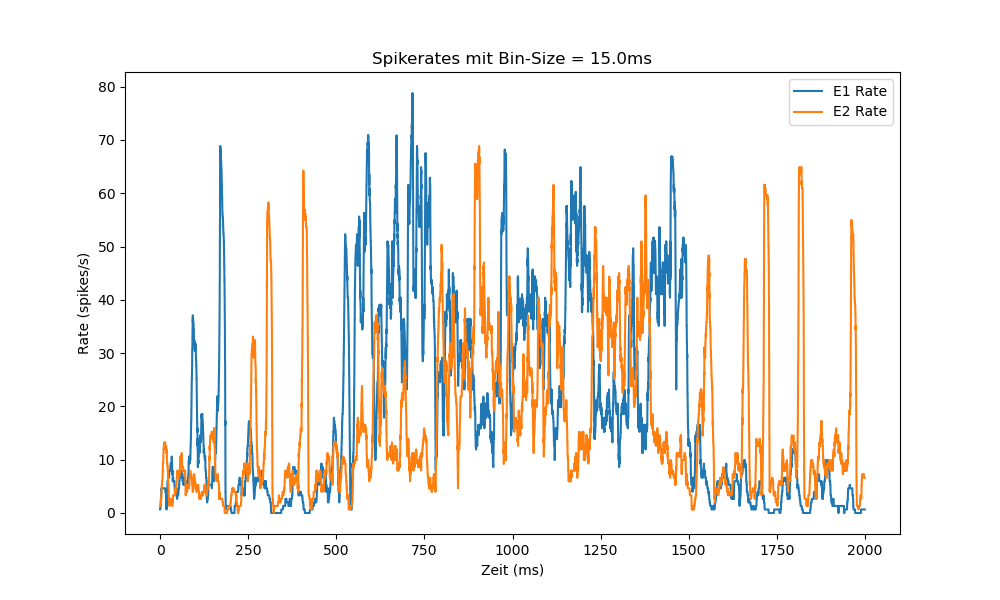 Spikerates mit Bin-Size = 15.0ms
E1 Rate
E2 Rate
80
70
60
50
40
30
20
10
0
Rate (spikes/s)
0 250 500 750 1000 1250 1500 1750 2000
Zeit (ms)